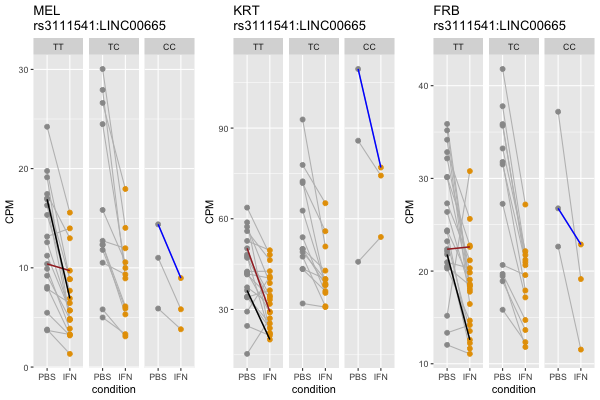 MEL
rs3111541:LINC00665
TT TC CC
30
20
10
0
CPM
PBS IFN PBS IFN PBS IFN
condition
KRT
rs3111541:LINC00665
TT TC CC
90
60
30
CPM
PBS IFN PBS IFN PBS IFN
condition
FRB
rs3111541:LINC00665
TT TC CC
40
30
20
10
CPM
PBS IFN PBS IFN PBS IFN
condition